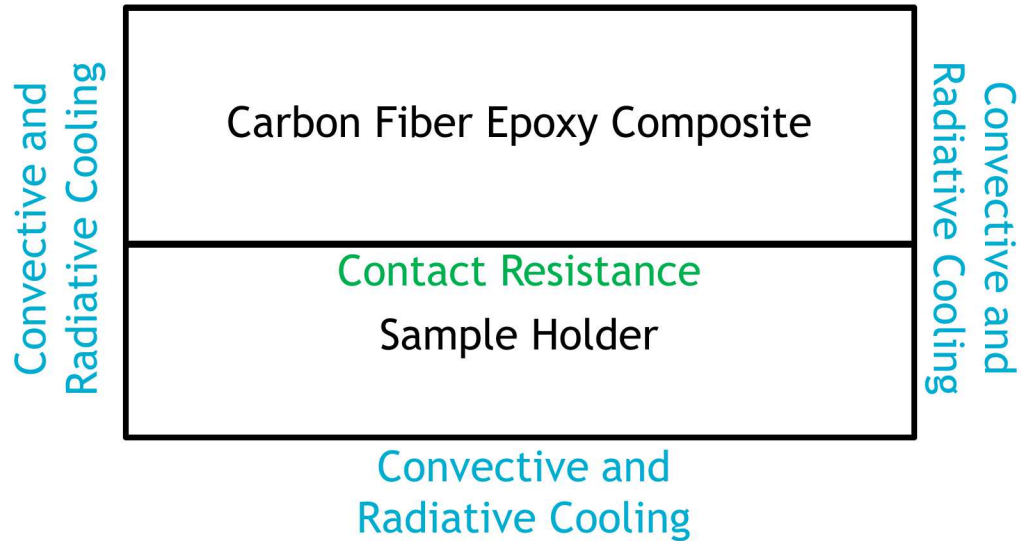 Convective and
Radiative Cooling
Carbon Fiber Epoxy Composite
Contact Resistance
Sample Holder
Convective and
Radiative Cooling
Convective and
Radiative Cooling